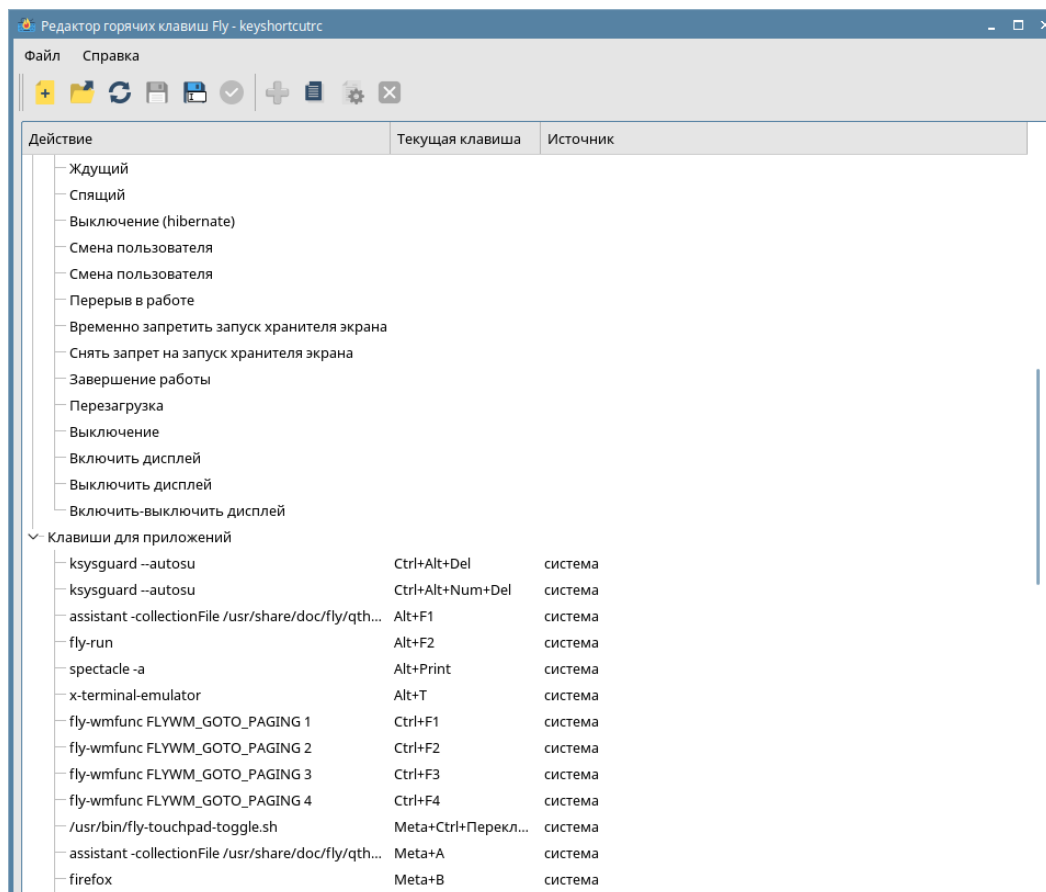 Редактор горячих клавиш Fly - keyshortcutrc
Файл Справка
Действие Текущая клавиша Источник
Ждущий
Спящий
Выключение (hibernate)
Смена пользователя
Смена пользователя
Перерыв в работе
Временно запретить запуск хранителя экрана
Снять запрет на запуск хранителя экрана
Завершение работы
Перезагрузка
Выключение
Включить дисплей
Выключить дисплей
Включить-выключить дисплей
Клавиши для приложений
ksysguard --autosu Ctrl+Alt+Del система
ksysguard --autosu Ctrl+Alt+Num+Del система
assistant -collectionFile /usr/share/doc/fly/qth... Alt+F1 система
fly-run Alt+F2 система
spectacle -a Alt+Print система
x-terminal-emulator Alt+T система
fly-wmfunc FLYWM_GOTO_PAGING 1 Ctrl+F1 система
fly-wmfunc FLYWM_GOTO_PAGING 2 Ctrl+F2 система
fly-wmfunc FLYWM_GOTO_PAGING 3 Ctrl+F3 система
fly-wmfunc FLYWM_GOTO_PAGING 4 Ctrl+F4 система
/usr/bin/fly-touchpad-toggle.sh Meta+Ctrl+Перекл... система
assistant -collectionFile /usr/share/doc/fly/qth... Meta+A система
firefox Meta+B система